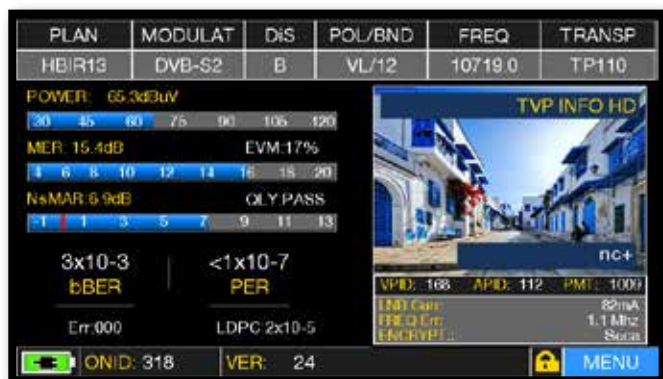 PLAN MODULAT DiS POL/BND FREQ TRANSP
HBIR13 DVB-S2 B VL/12 10719.0 TP110
POWER: 65.3dBuV
30 45 60 75 90 105 120
MER: 15.4dB EVM:17%
4 6 8 10 12 14 16 18 20
NsMAR:6.9dB QLY PASS
-1 1 3 5 7 9 11 13
3x10-3 <1x10-7
bBER PER
Err:000 LDPC 2x10-5
TVP INFO HD
nc+
VPID: 168 APID: 112 PMT: 1009
LNB Curr: 82mA
FREQ Err: 1.1 Mhz
ENCRYPT.: Seca
ONID: 318 VER: 24 MENU